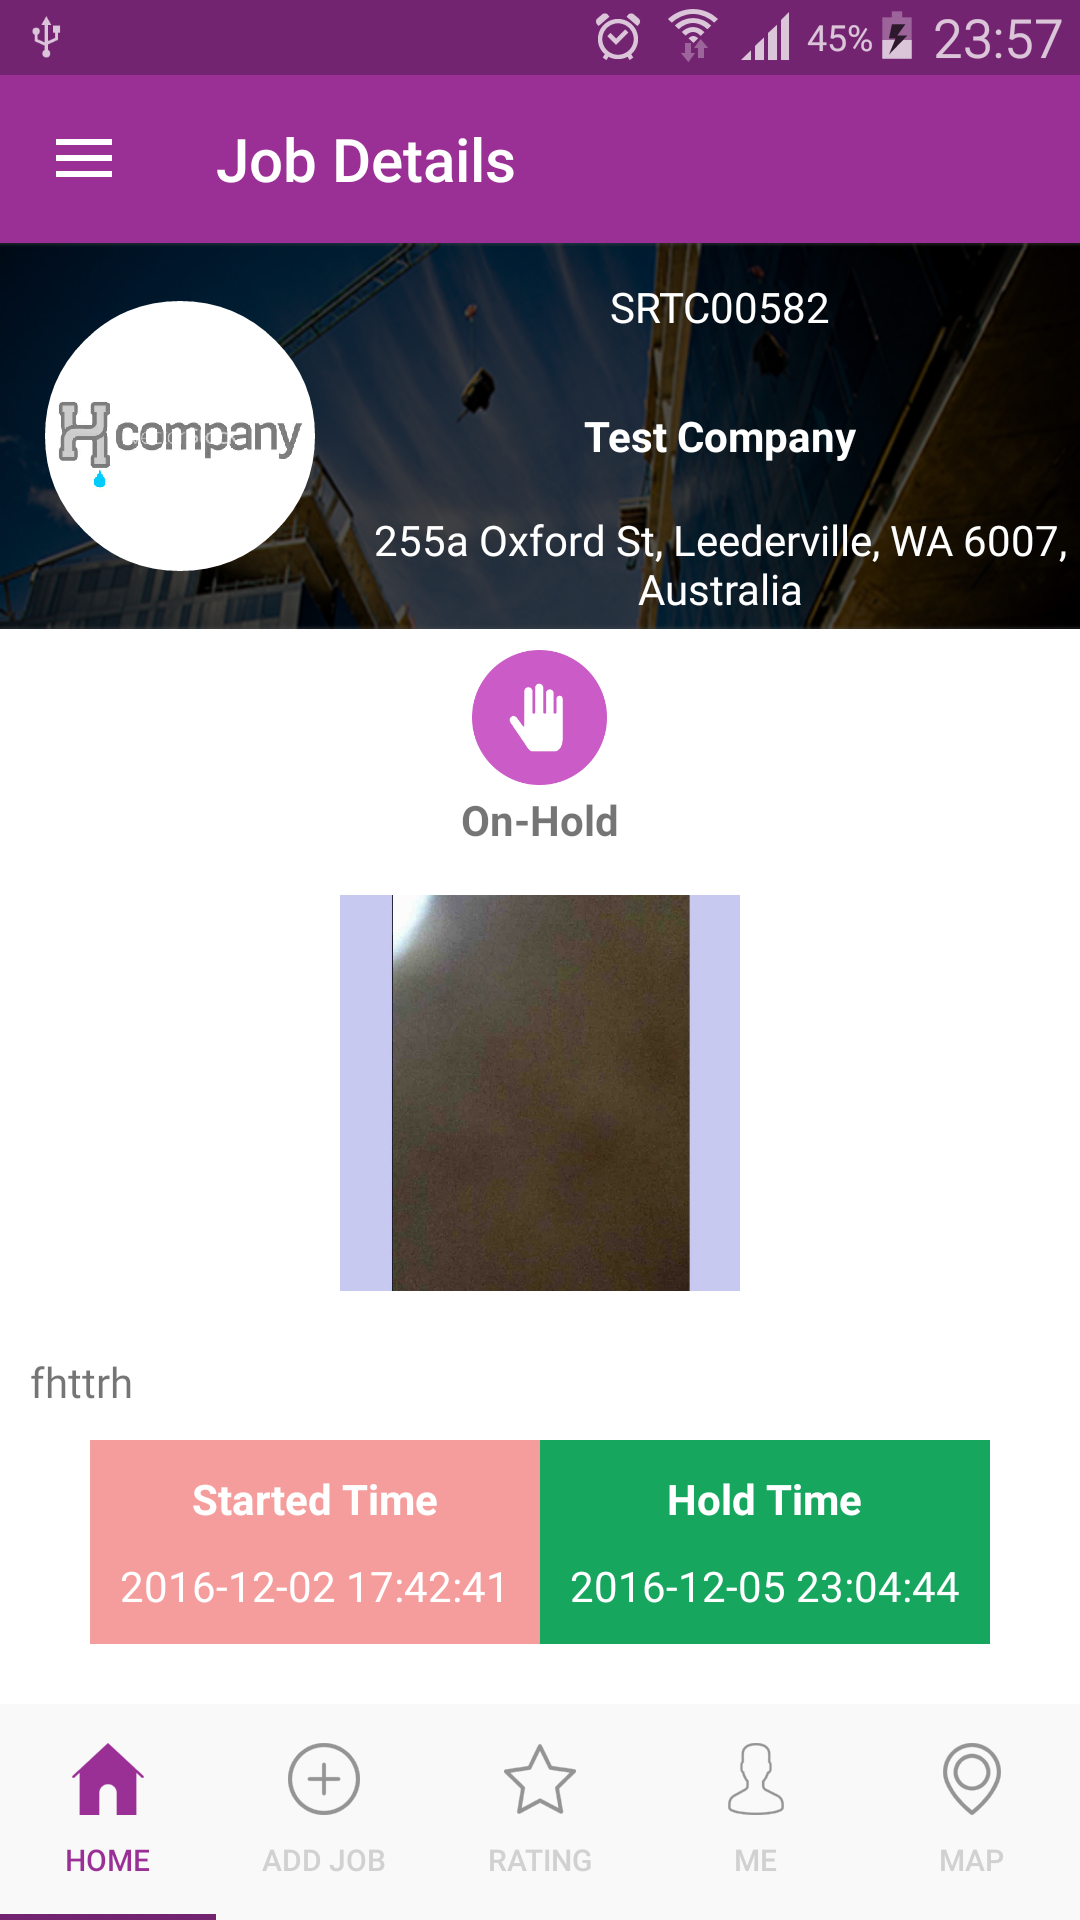 45% 23:57
Job Details
SRTC00582
company
Test Company
255a Oxford St, Leederville, WA 6007,
Australia
On-Hold
fhttrh
Started Time
Hold Time
2016-12-02 17:42:41
2016-12-05 23:04:44
HOME
ADD JOB
RATING
ME
MAP